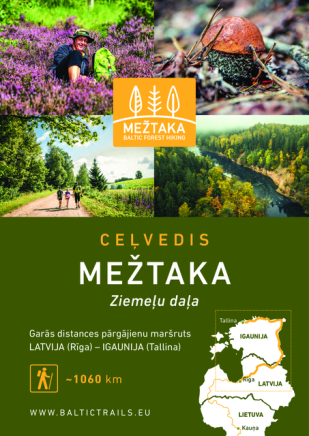 MEŽTAKA
BALTIC FOREST HIKING
CEĻVEDIS
MEŽTAKA
Ziemeļu daļa
Garās distances pārgājienu maršruts
LATVIJA (Rīga) – IGAUNIJA (Tallina)
~1060 km
WWW.BALTICTRAILS.EU
Tallina
IGAUNIJA
Rīga
LATVIJA
LIETUVA
Kauņa